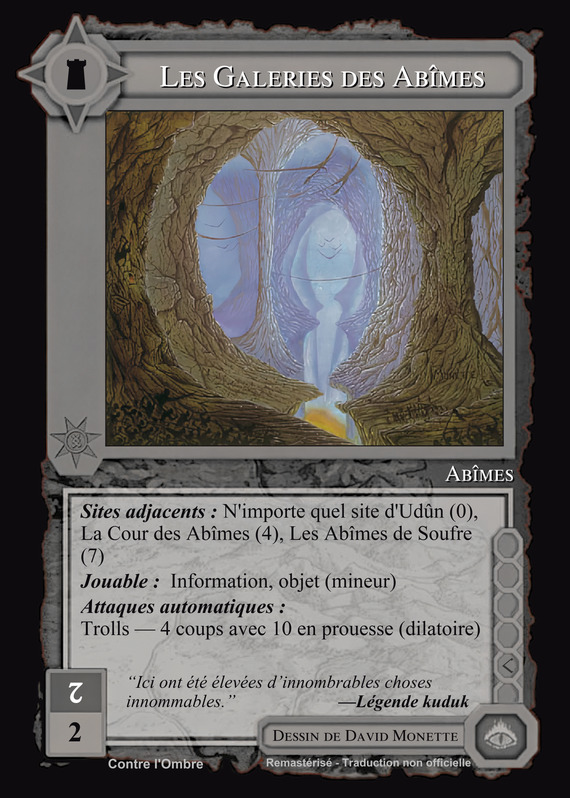 Les Galeries des Abîmes
Abîmes
Sites adjacents : N'importe quel site d'Udûn (0),
La Cour des Abîmes (4), Les Abîmes de Soufre
(7)
Jouable : Information, objet (mineur)
Attaques automatiques :
Trolls — 4 coups avec 10 en prouesse (dilatoire)
“Ici ont été élevées d’innombrables choses
innommables.” —Légende kuduk
2
2
Dessin de David Monette
Contre l'Ombre
Remastérisé - Traduction non officielle